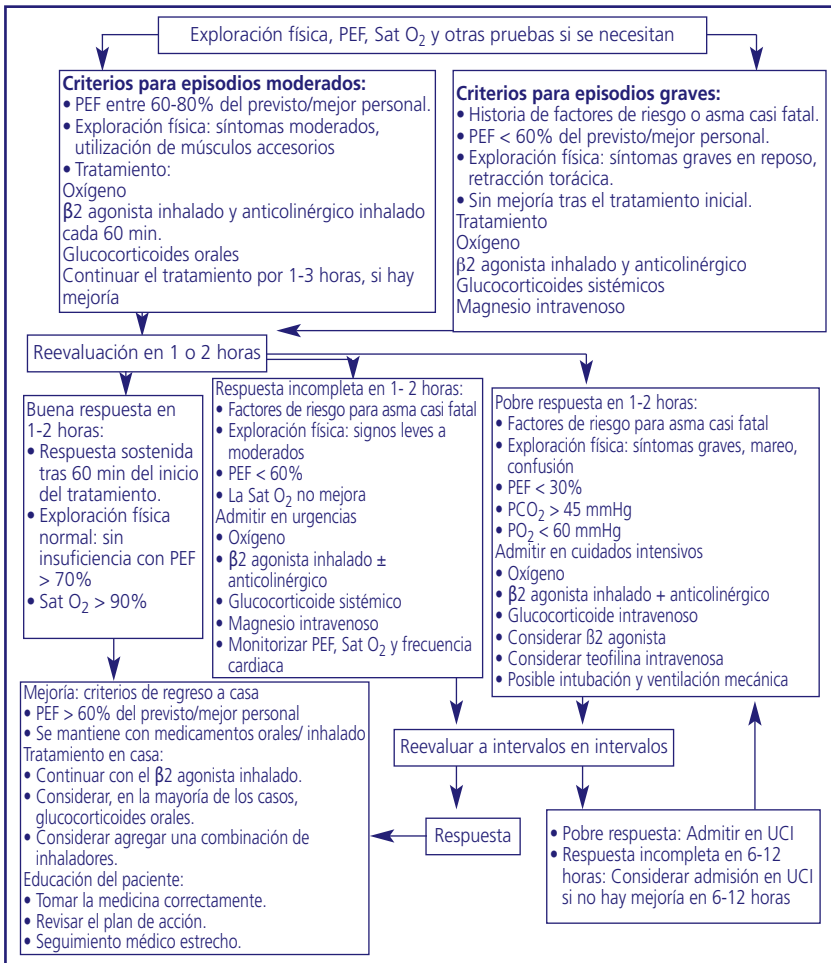 Exploración física, PEF, Sat O2 y otras pruebas si se necesitan
Criterios para episodios moderados:
• PEF entre 60-80% del previsto/mejor personal.
• Exploración física: síntomas moderados,
utilización de músculos accesorios
• Tratamiento:
Oxígeno
β2 agonista inhalado y anticolinérgico inhalado
cada 60 min.
Glucocorticoides orales
Continuar el tratamiento por 1-3 horas, si hay
mejoría
Criterios para episodios graves:
• Historia de factores de riesgo o asma casi fatal.
• PEF < 60% del previsto/mejor personal.
• Exploración física: síntomas graves en reposo,
retracción torácica.
• Sin mejoría tras el tratamiento inicial.
Tratamiento
Oxígeno
β2 agonista inhalado y anticolinérgico
Glucocorticoides sistémicos
Magnesio intravenoso
Reevaluación en 1 o 2 horas
Buena respuesta en
1-2 horas:
• Respuesta sostenida
tras 60 min del inicio
del tratamiento.
• Exploración física
normal: sin
insuficiencia con PEF
> 70%
• Sat O2 > 90%
Respuesta incompleta en 1- 2 horas:
• Factores de riesgo para asma casi fatal
• Exploración física: signos leves a
moderados
• PEF < 60%
• La Sat O2 no mejora
Admitir en urgencias
• Oxígeno
• β2 agonista inhalado ±
anticolinérgico
• Glucocorticoide sistémico
• Magnesio intravenoso
• Monitorizar PEF, Sat O2 y frecuencia
cardiaca
Pobre respuesta en 1-2 horas:
• Factores de riesgo para asma casi fatal
• Exploración física: síntomas graves, mareo,
confusión
• PEF < 30%
• PCO2 > 45 mmHg
• PO2 < 60 mmHg
Admitir en cuidados intensivos
• Oxígeno
• β2 agonista inhalado + anticolinérgico
• Glucocorticoide intravenoso
• Considerar ß2 agonista
• Considerar teofilina intravenosa
• Posible intubación y ventilación mecánica
Mejoría: criterios de regreso a casa
• PEF > 60% del previsto/mejor personal
• Se mantiene con medicamentos orales/ inhalado
Tratamiento en casa:
• Continuar con el β2 agonista inhalado.
• Considerar, en la mayoría de los casos,
glucocorticoides orales.
• Considerar agregar una combinación de
inhaladores.
Educación del paciente:
• Tomar la medicina correctamente.
• Revisar el plan de acción.
• Seguimiento médico estrecho.
Reevaluar a intervalos en intervalos
Respuesta
• Pobre respuesta: Admitir en UCI
• Respuesta incompleta en 6-12
horas: Considerar admisión en UCI
si no hay mejoría en 6-12 horas